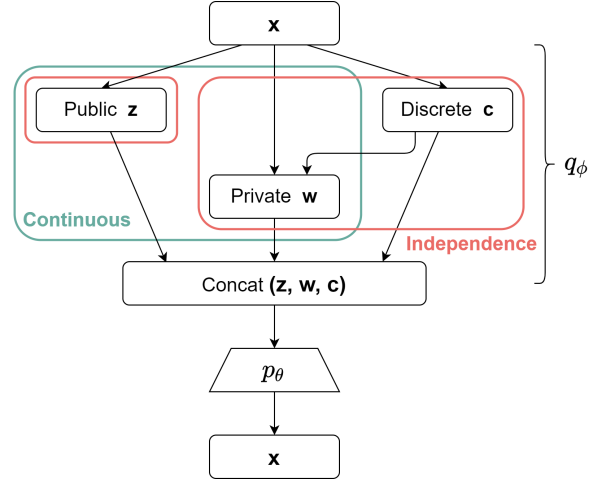 x
Public z
Discrete c
qϕ
Private w
Continuous
Independence
Concat (z, w, c)
pθ
x